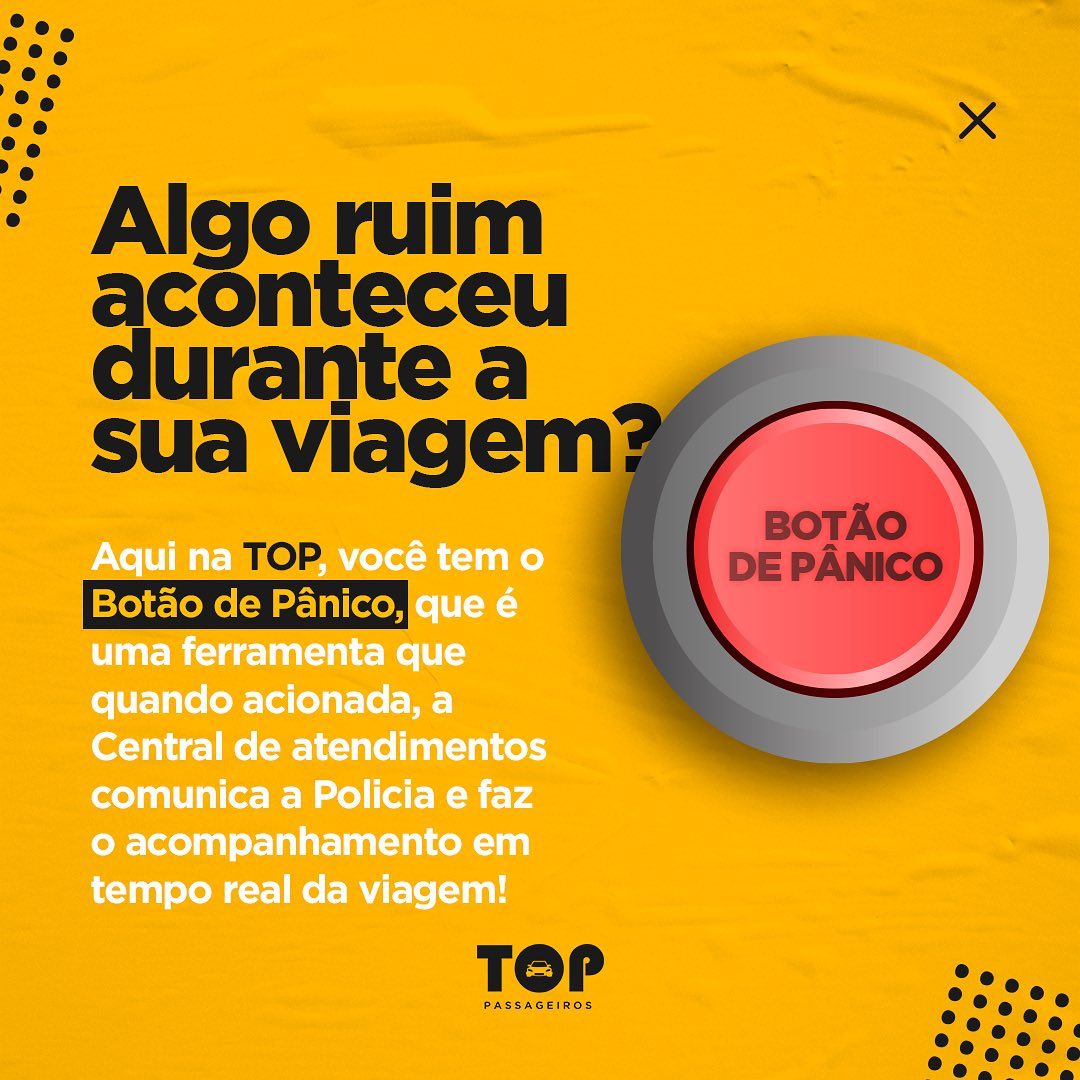 Algo ruim
aconteceu
durante a
sua viagem?
BOTÃO
DE PÂNICO
Aqui na TOP, você tem o
Botão de Pânico, que é
uma ferramenta que
quando acionada, a
Central de atendimentos
comunica a Policia e faz
o acompanhamento em
tempo real da viagem!
TOP
PASSAGEIROS